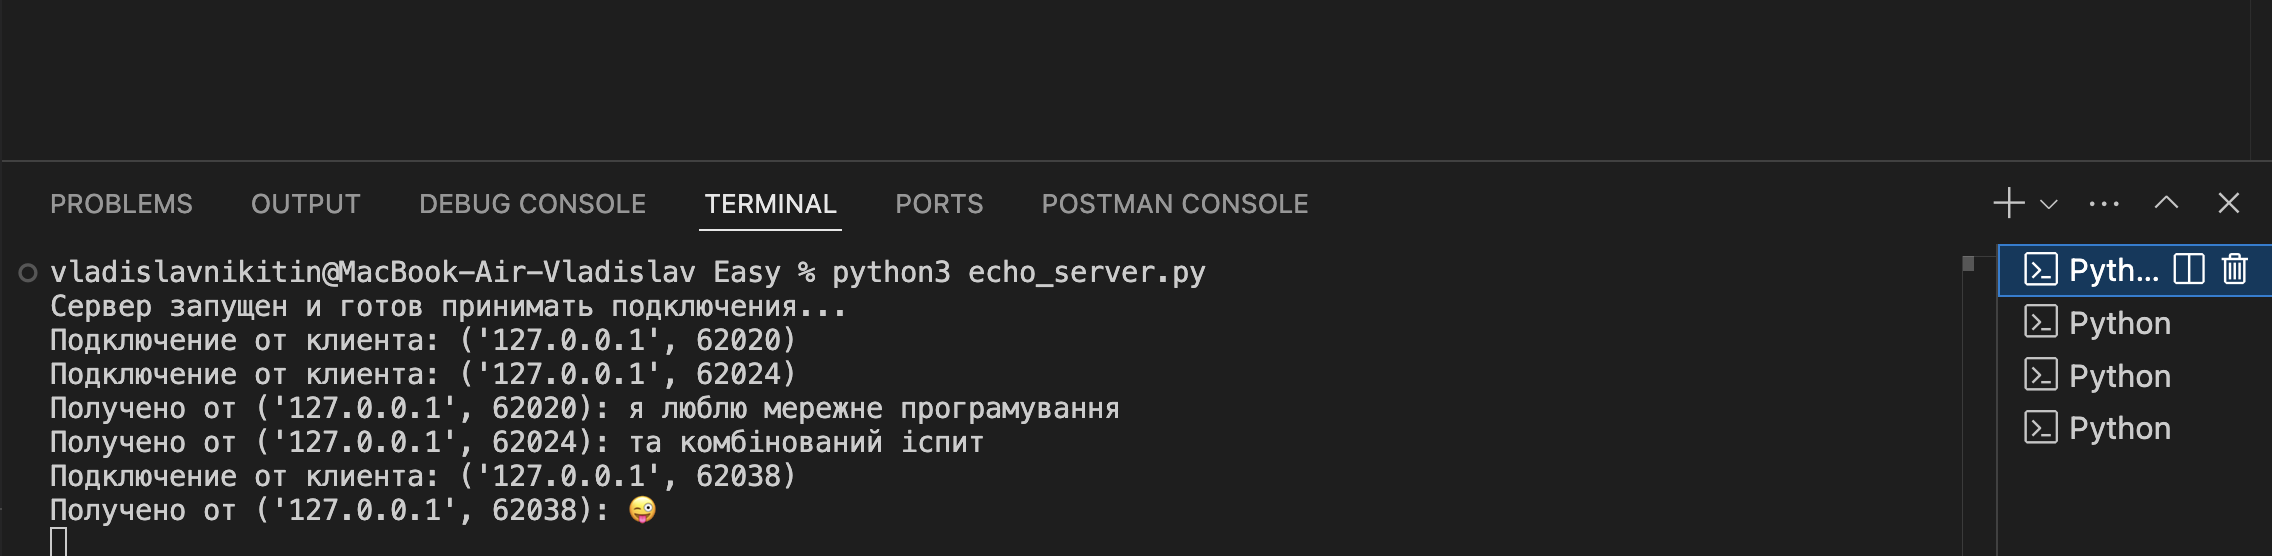 PROBLEMS OUTPUT DEBUG CONSOLE TERMINAL PORTS POSTMAN CONSOLE
vladislavnikitin@MacBook-Air-Vladislav Easy % python3 echo_server.py
Сервер запущен и готов принимать подключения...
Подключение от клиента: ('127.0.0.1', 62020)
Подключение от клиента: ('127.0.0.1', 62024)
Получено от ('127.0.0.1', 62020): я люблю мережне програмування
Получено от ('127.0.0.1', 62024): та комбінований іспит
Подключение от клиента: ('127.0.0.1', 62038)
Получено от ('127.0.0.1', 62038): 😜
Pyth...
Python
Python
Python